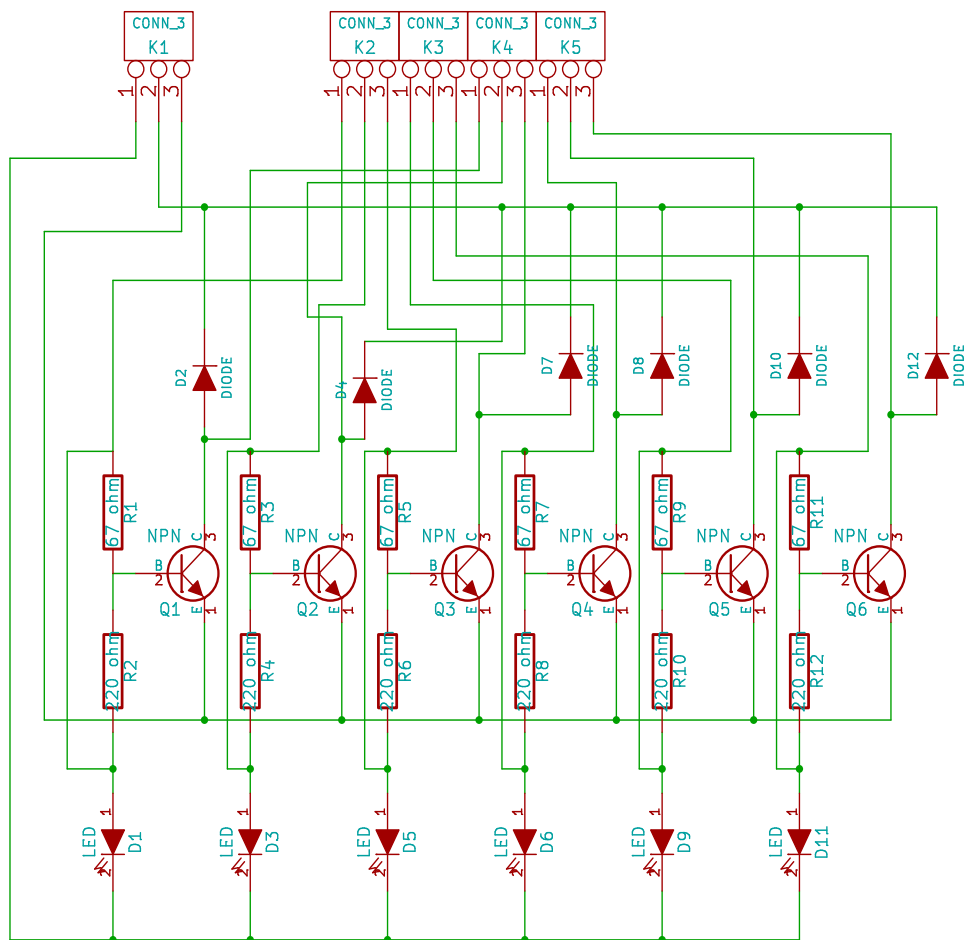 CONN_3 CONN_3 CONN_3 CONN_3 CONN_3
K1 K2 K3 K4 K5
1 2 3 1 2 3 1 2 3 1 2 3 1 2 3
D2 DIODE D4 DIODE D7 DIODE D8 DIODE D10 DIODE D12 DIODE
67 ohm R1 67 ohm R3 67 ohm R5 67 ohm R7 67 ohm R9 67 ohm R11
NPN C 3 NPN C 3 NPN C 3 NPN C 3 NPN C 3 NPN C 3
B 2 B 2 B 2 B 2 B 2 B 2
Q1 E 1 Q2 E 1 Q3 E 1 Q4 E 1 Q5 E 1 Q6 E 1
220 ohm R2 220 ohm R4 220 ohm R6 220 ohm R8 220 ohm R10 220 ohm R12
1 1 1 1 1 1
LED D1 LED D3 LED D5 LED D6 LED D9 LED D11
2 2 2 2 2 2